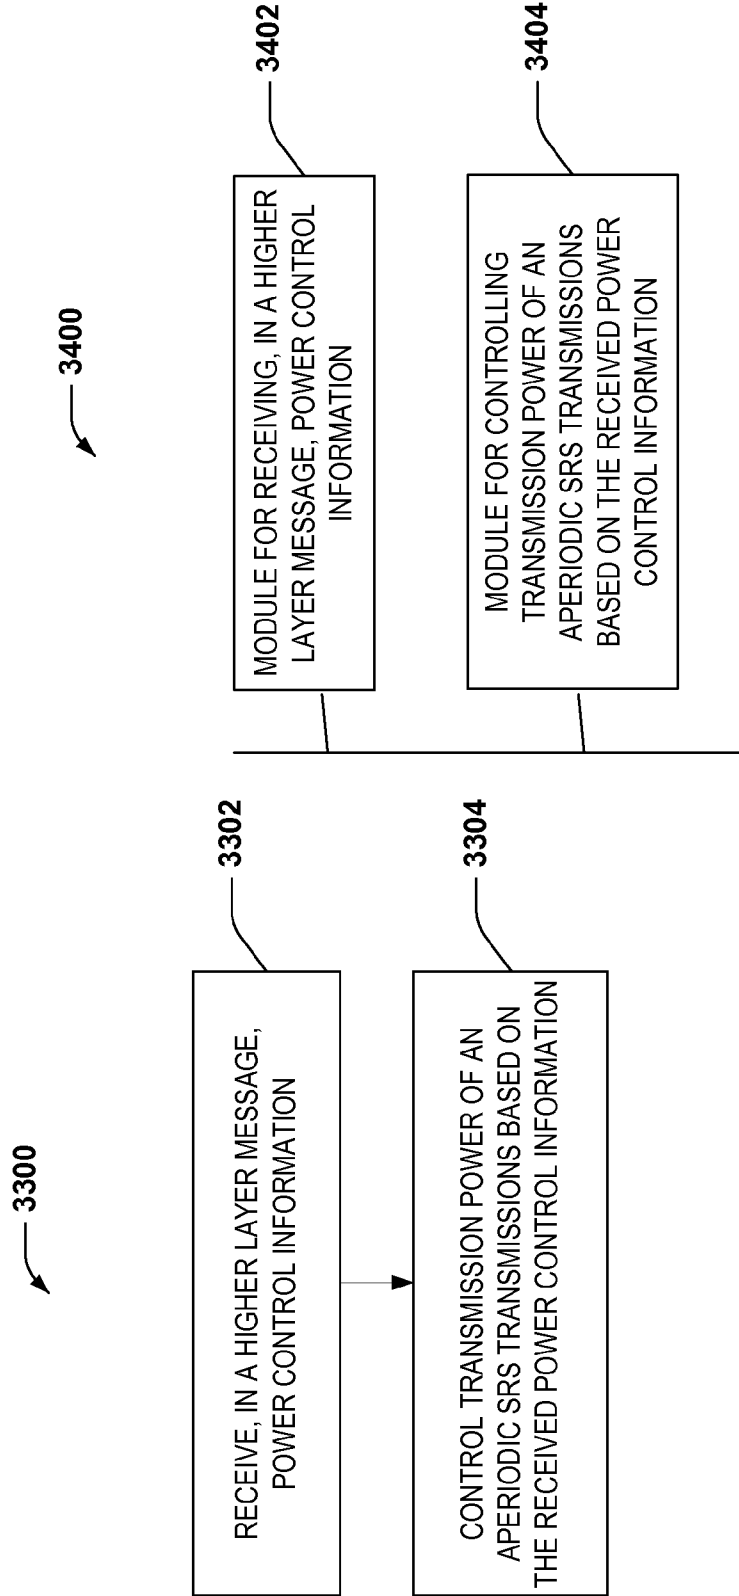 3300
3302
RECEIVE, IN A HIGHER LAYER MESSAGE,
POWER CONTROL INFORMATION
3304
CONTROL TRANSMISSION POWER OF AN
APERIODIC SRS TRANSMISSIONS BASED ON
THE RECEIVED POWER CONTROL INFORMATION
3400
3402
MODULE FOR RECEIVING, IN A HIGHER
LAYER MESSAGE, POWER CONTROL
INFORMATION
3404
MODULE FOR CONTROLLING
TRANSMISSION POWER OF AN
APERIODIC SRS TRANSMISSIONS
BASED ON THE RECEIVED POWER
CONTROL INFORMATION